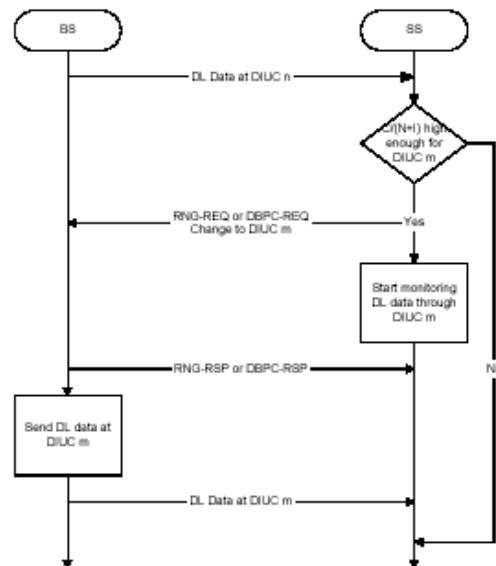 BS
SS
DL Data at DIUC n
C/(N+I) high
enough for
DIUC m
RNG-REQ or DBPC-REQ
Change to DIUC m
Yes
Start monitoring
DL data through
DIUC m
N
RNG-RSP or DBPC-RSP
Send DL data at
DIUC m
DL Data at DIUC m